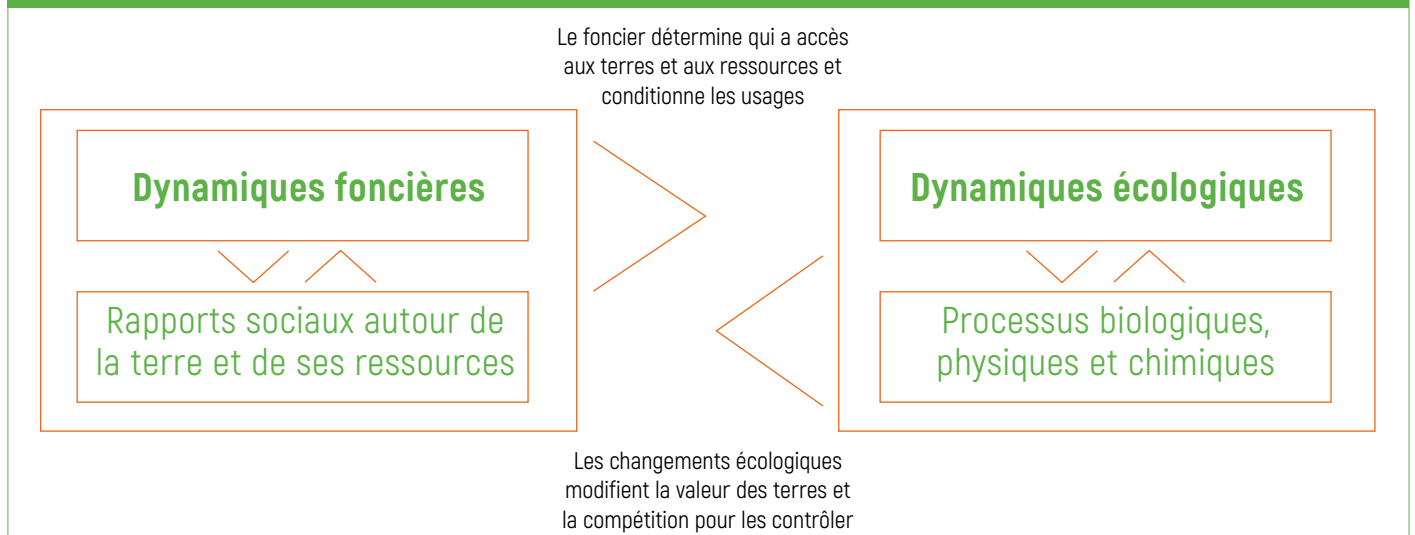 Le foncier détermine qui a accès
aux terres et aux ressources et
conditionne les usages
Dynamiques foncières
Rapports sociaux autour de
la terre et de ses ressources
Dynamiques écologiques
Processus biologiques,
physiques et chimiques
Les changements écologiques
modifient la valeur des terres et
la compétition pour les contrôler